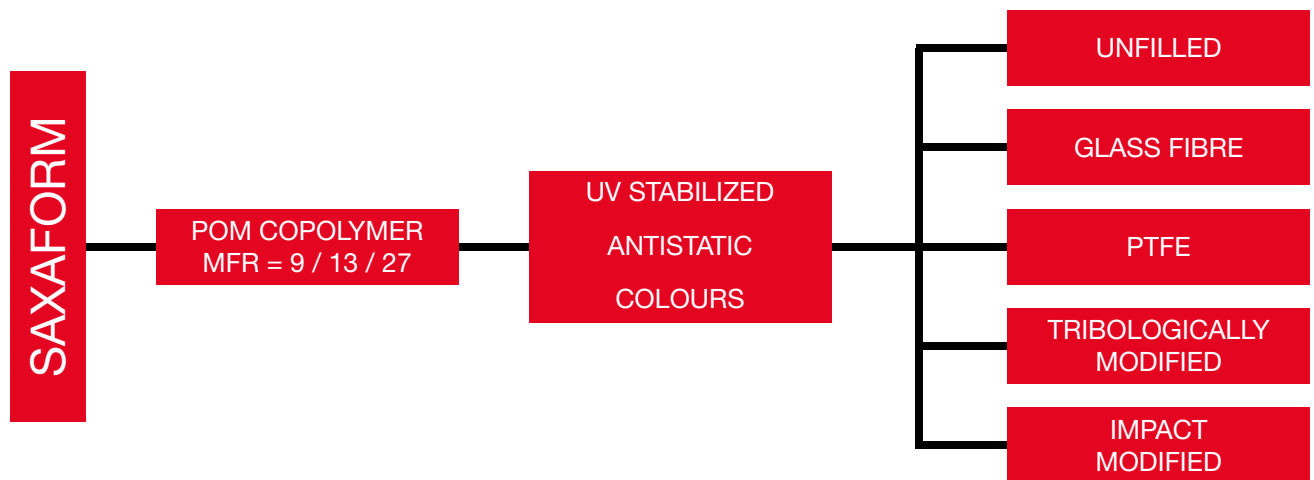 SAXAFORM
POM COPOLYMER
MFR = 9 / 13 / 27
UV STABILIZED
ANTISTATIC
COLOURS
UNFILLED
GLASS FIBRE
PTFE
TRIBOLOGICALLY
MODIFIED
IMPACT
MODIFIED